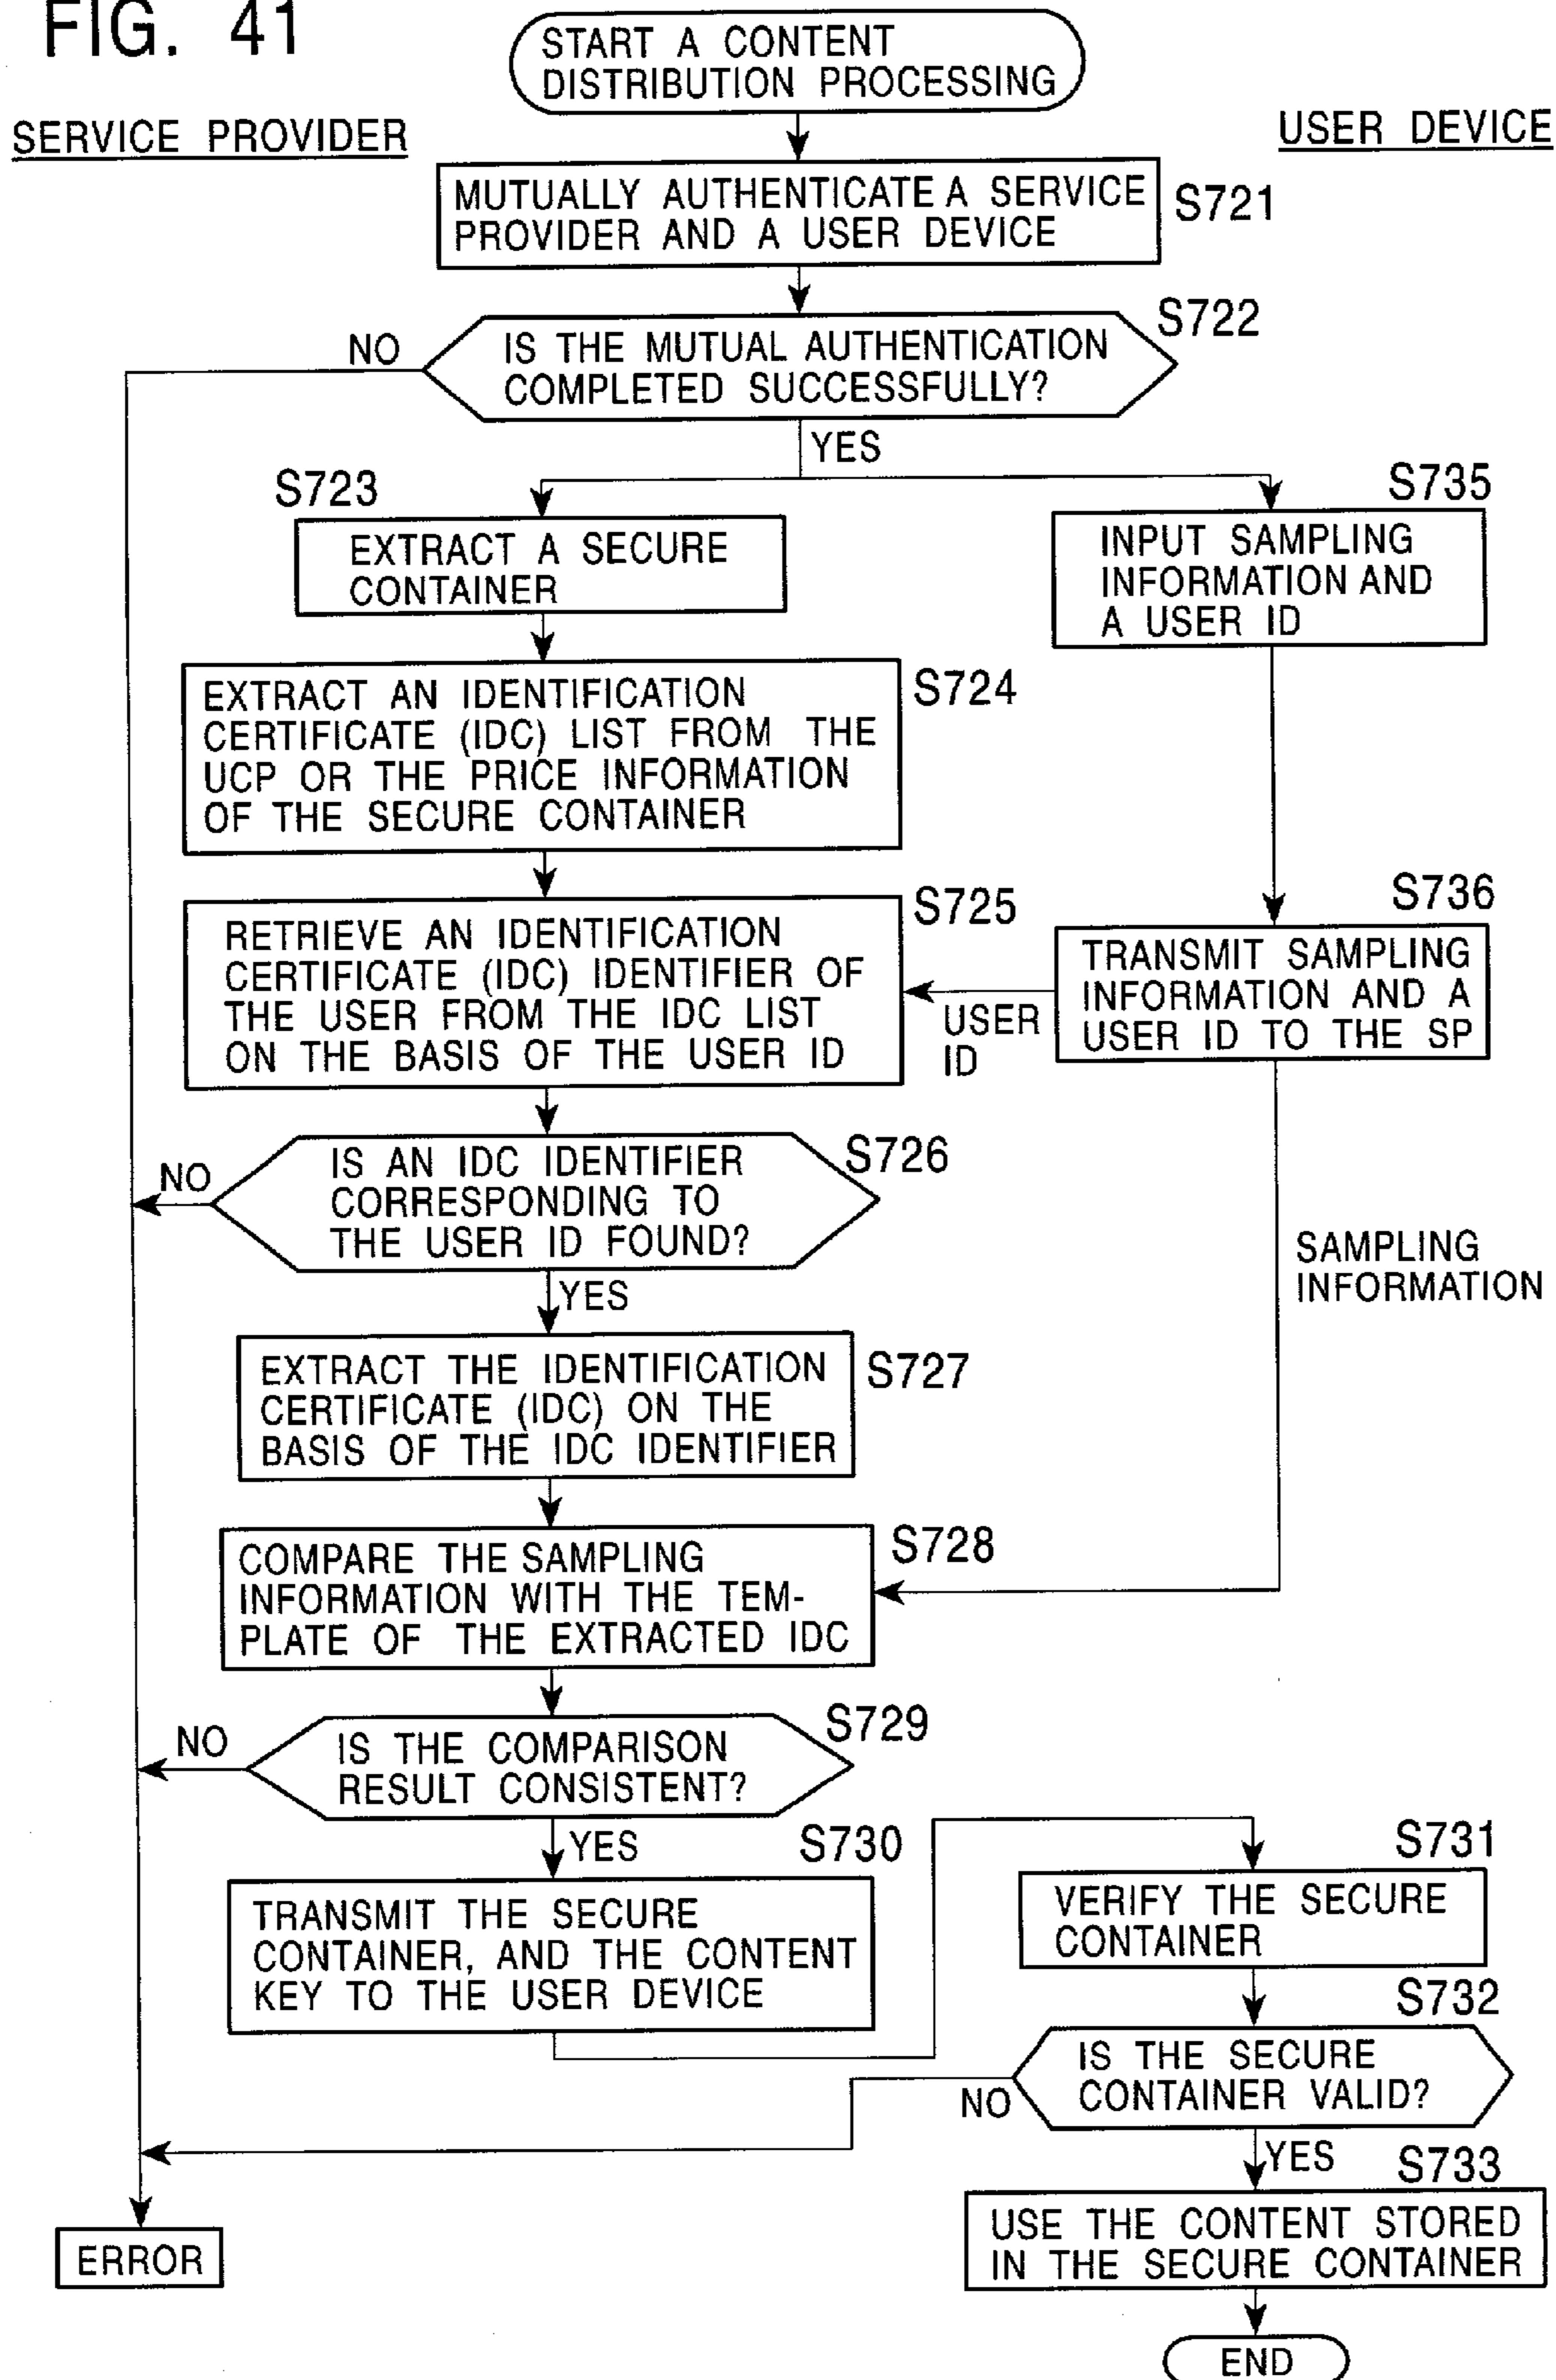 FIG. 41
START A CONTENT
DISTRIBUTION PROCESSING
SERVICE PROVIDER
USER DEVICE
MUTUALLY AUTHENTICATE A SERVICE
PROVIDER AND A USER DEVICE
S721
S722
NO
IS THE MUTUAL AUTHENTICATION
COMPLETED SUCCESSFULLY?
YES
S723
EXTRACT A SECURE
CONTAINER
S735
INPUT SAMPLING
INFORMATION AND
A USER ID
S724
EXTRACT AN IDENTIFICATION
CERTIFICATE (IDC) LIST FROM THE
UCP OR THE PRICE INFORMATION
OF THE SECURE CONTAINER
S725
RETRIEVE AN IDENTIFICATION
CERTIFICATE (IDC) IDENTIFIER OF
THE USER FROM THE IDC LIST
ON THE BASIS OF THE USER ID
S736
TRANSMIT SAMPLING
INFORMATION AND A
USER ID TO THE SP
USER
ID
S726
NO
IS AN IDC IDENTIFIER
CORRESPONDING TO
THE USER ID FOUND?
YES
SAMPLING
INFORMATION
EXTRACT THE IDENTIFICATION
CERTIFICATE (IDC) ON THE
BASIS OF THE IDC IDENTIFIER
S727
S728
COMPARE THE SAMPLING
INFORMATION WITH THE TEM-
PLATE OF THE EXTRACTED IDC
S729
NO
IS THE COMPARISON
RESULT CONSISTENT?
YES
S730
TRANSMIT THE SECURE
CONTAINER, AND THE CONTENT
KEY TO THE USER DEVICE
S731
VERIFY THE SECURE
CONTAINER
S732
IS THE SECURE
CONTAINER VALID?
NO
YES
S733
USE THE CONTENT STORED
IN THE SECURE CONTAINER
ERROR
END